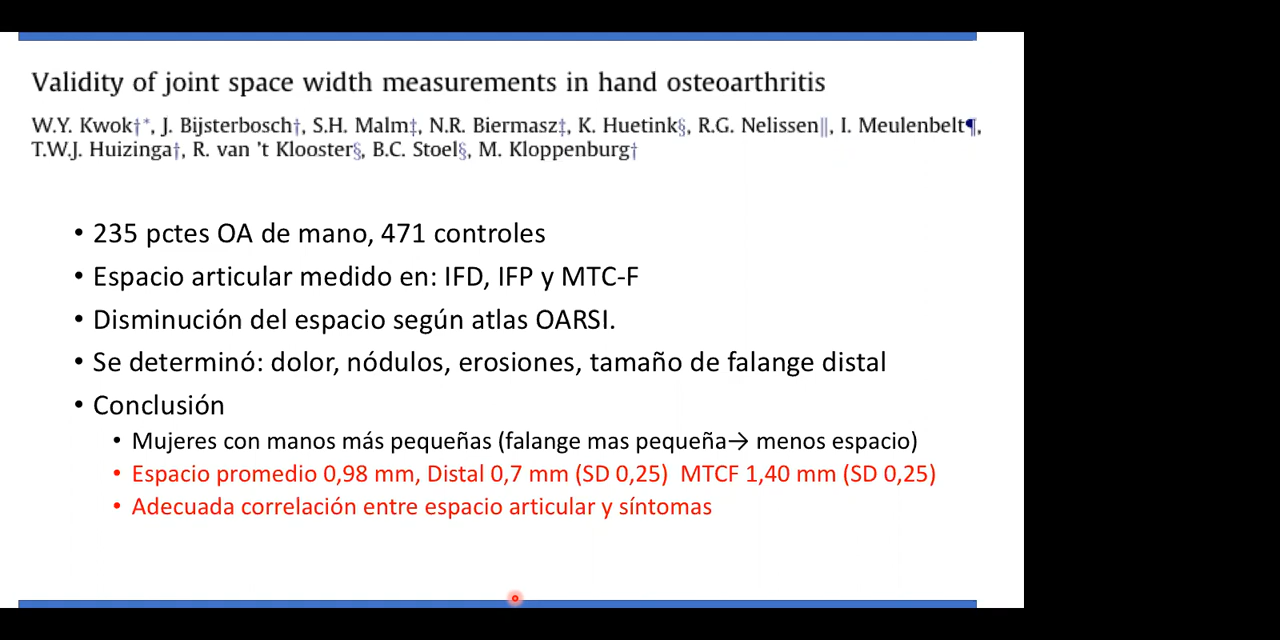 Validity of joint space width measurements in hand osteoarthritis
W.Y. Kwok†*, J. Bijsterbosch†, S.H. Malm‡, N.R. Biermasz‡, K. Huetink§, R.G. Nelissen||, I. Meulenbelt¶,
T.W.J. Huizinga†, R. van 't Klooster§, B.C. Stoel§, M. Kloppenburg†
• 235 pctes OA de mano, 471 controles
• Espacio articular medido en: IFD, IFP y MTC-F
• Disminución del espacio según atlas OARSI.
• Se determinó: dolor, nódulos, erosiones, tamaño de falange distal
• Conclusión
• Mujeres con manos más pequeñas (falange mas pequeña→ menos espacio)
• Espacio promedio 0,98 mm, Distal 0,7 mm (SD 0,25)  MTCF 1,40 mm (SD 0,25)
• Adecuada correlación entre espacio articular y síntomas